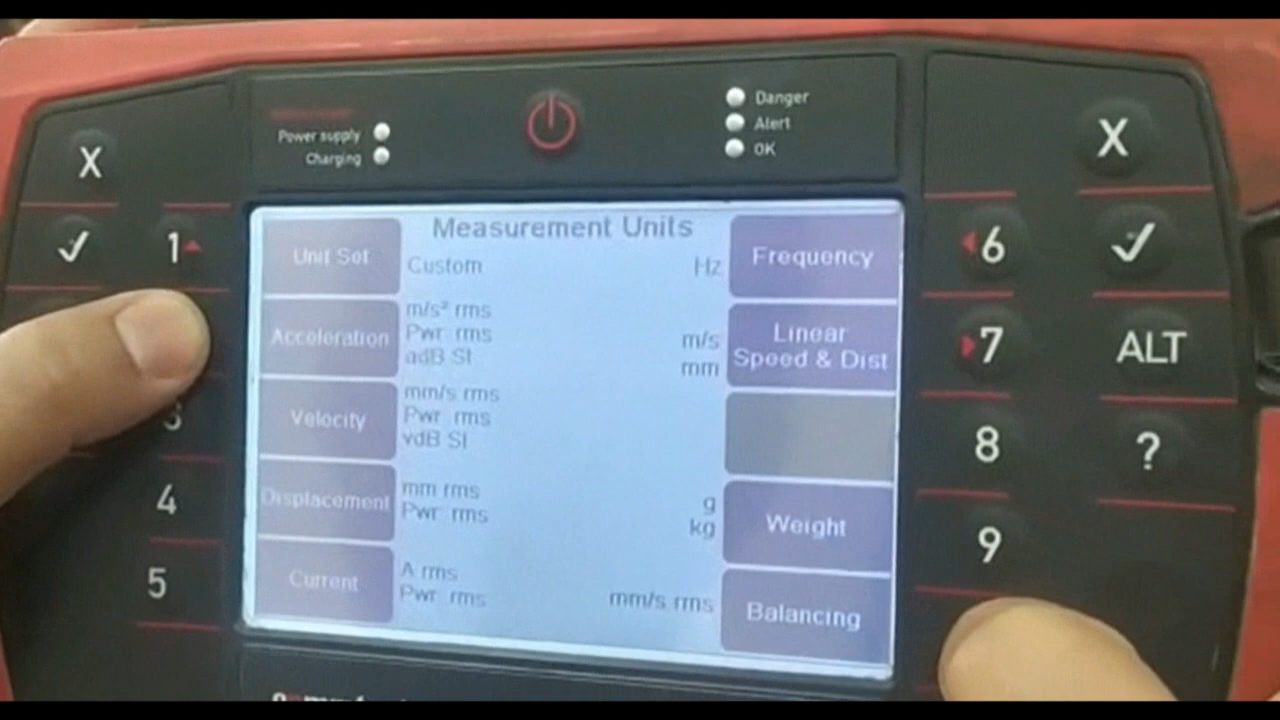 Power supply
Charging
Danger
Alert
OK
X
X
✓
1
6
✓
7
ALT
3
8
?
4
9
5
Measurement Units
Unit Set
Custom
Hz
Frequency
Acceleration
m/s² rms
Pwr rms
adB SI
m/s
mm
Linear
Speed & Dist
Velocity
mm/s rms
Pwr rms
vdB SI
Displacement
mm rms
Pwr rms
g
kg
Weight
Current
A rms
Pwr rms
mm/s rms
Balancing